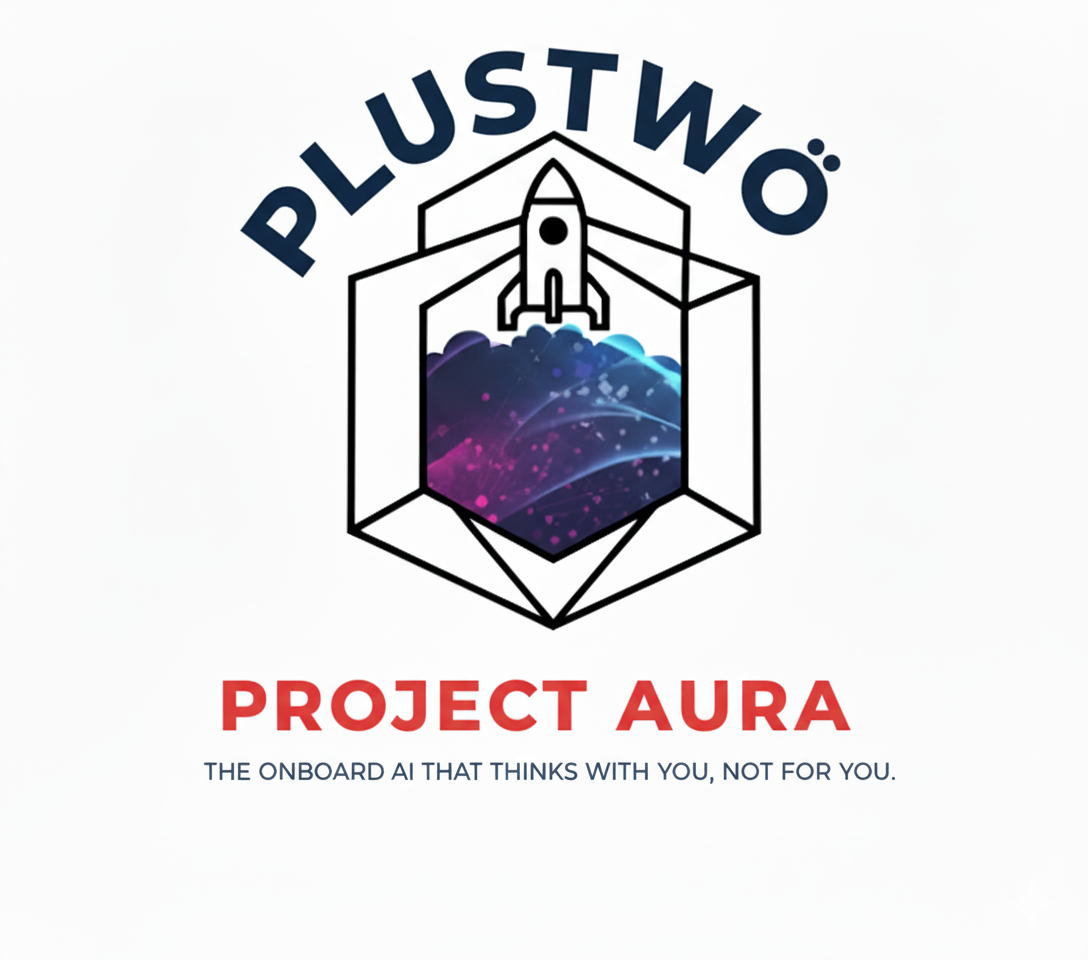 PLUSTWÖ
PROJECT AURA
THE ONBOARD AI THAT THINKS WITH YOU, NOT FOR YOU.